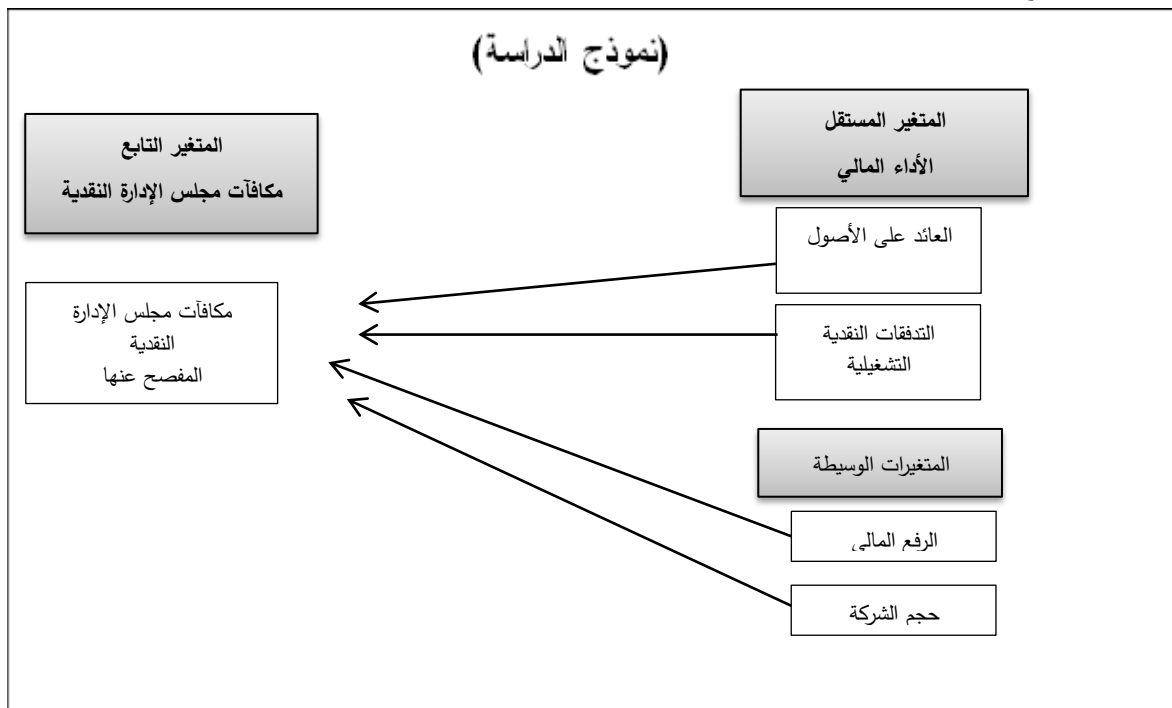 (نموذج الدراسة)
المتغير المستقل
الأداء المالي
العائد على الأصول
التدفقات النقدية
التشغيلية
المتغيرات الوسيطة
الرفع المالي
حجم الشركة
المتغير التابع
مكافآت مجلس الإدارة النقدية
مكافآت مجلس الإدارة
النقدية
المفصح عنها